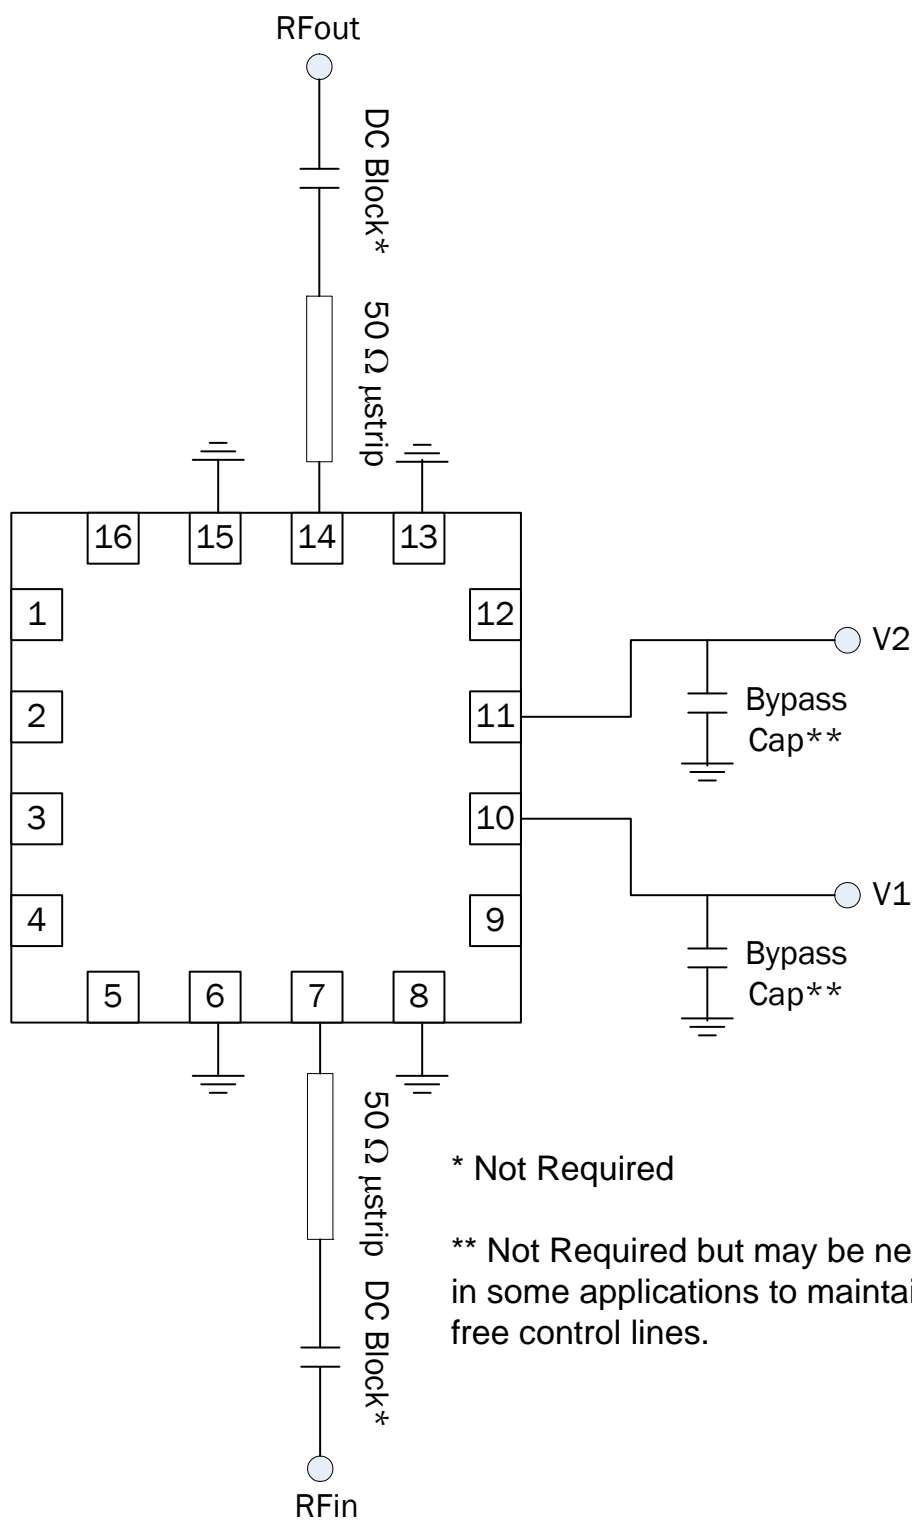 RFout
DC Block*
50 Ω µstrip
16 15 14 13
1
12
2
11
3
10
4
9
5 6 7 8
V2
Bypass
Cap**
V1
Bypass
Cap**
50 Ω µstrip
DC Block*
RFin
* Not Required
** Not Required but may be
in some applications to
free control lines.